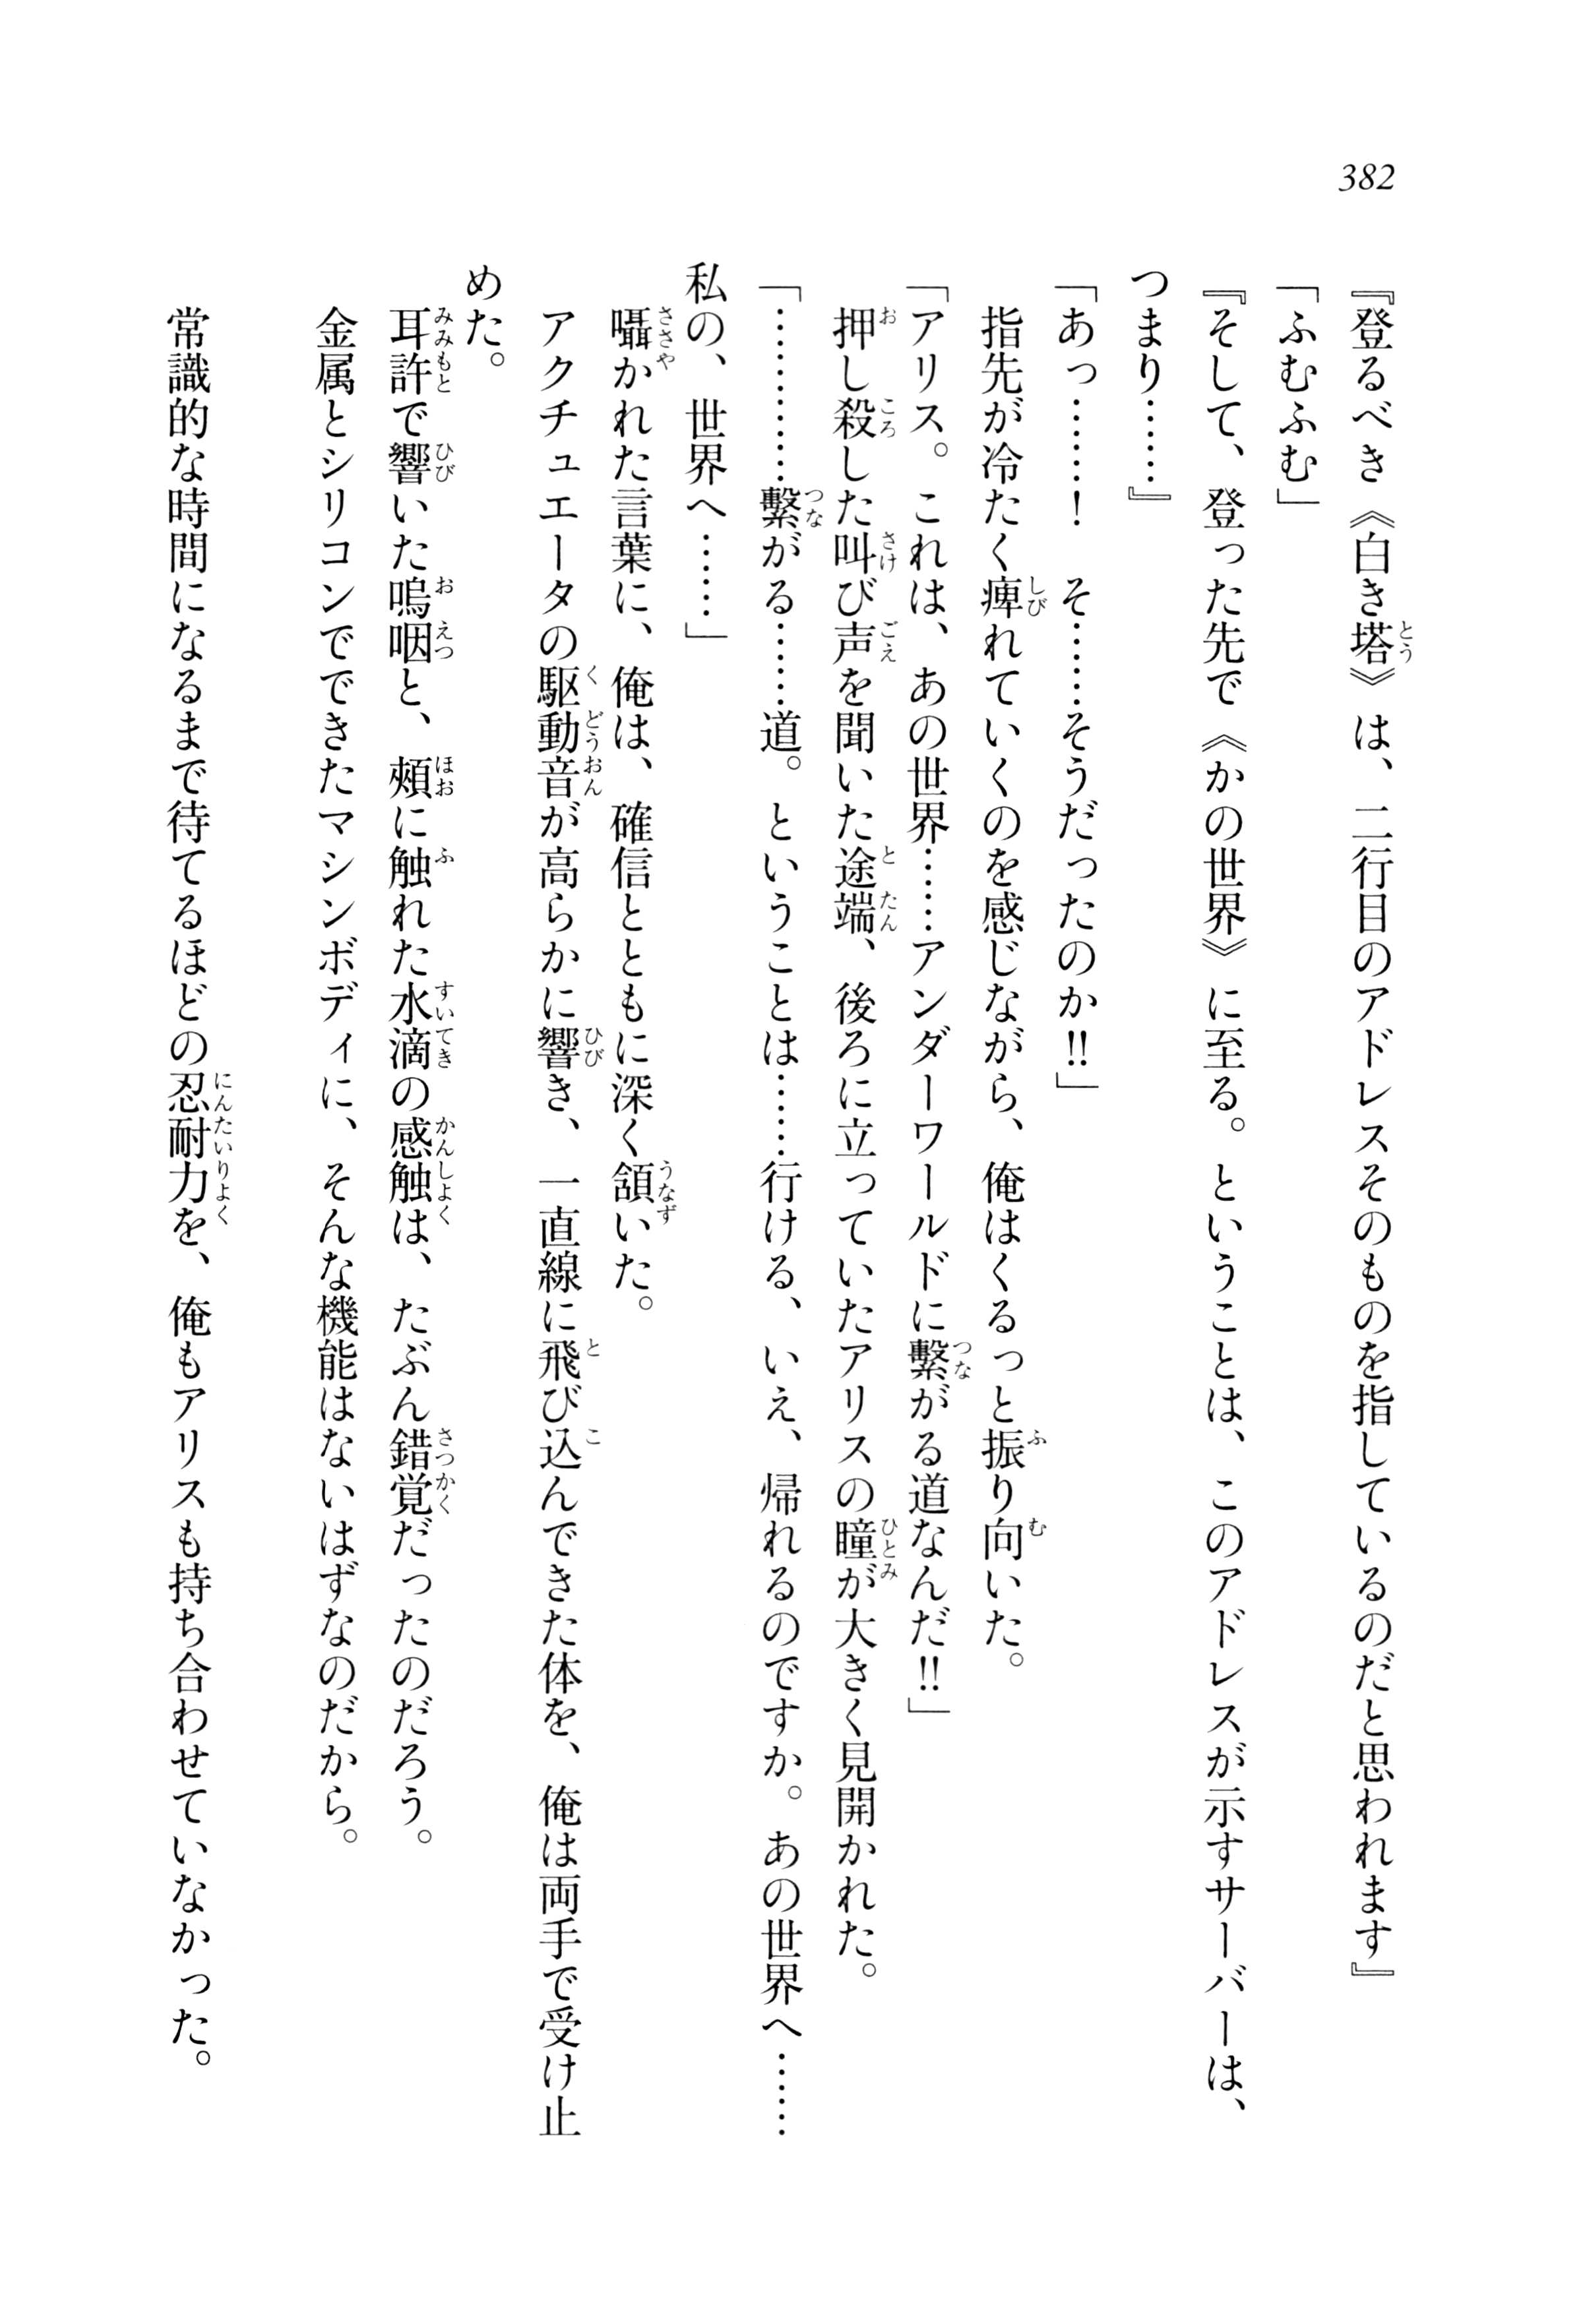 382
『登るべき《白き塔》は、二行目のアドレスそのものを指しているのだと思われます』
「ふむふむ」
『そして、登った先で《かの世界》に至る。ということは、このアドレスが示すサーバーは、
つまり……』
「あっ……！　そ……そうだったのか‼」
指先が冷たく痺れていくのを感じながら、俺はくるっと振り向いた。
「アリス。これは、あの世界……アンダーワールドに繫がる道なんだ‼」
押し殺した叫び声を聞いた途端、後ろに立っていたアリスの瞳が大きく見開かれた。
「…………繫がる……道。ということは……行ける、いえ、帰れるのですか。あの世界へ……
私の、世界へ……」
囁かれた言葉に、俺は、確信とともに深く頷いた。
アクチュエータの駆動音が高らかに響き、一直線に飛び込んできた体を、俺は両手で受け止
めた。
耳許で響いた嗚咽と、頰に触れた水滴の感触は、たぶん錯覚だったのだろう。
金属とシリコンでできたマシンボディに、そんな機能はないはずなのだから。
常識的な時間になるまで待てるほどの忍耐力を、俺もアリスも持ち合わせていなかった。